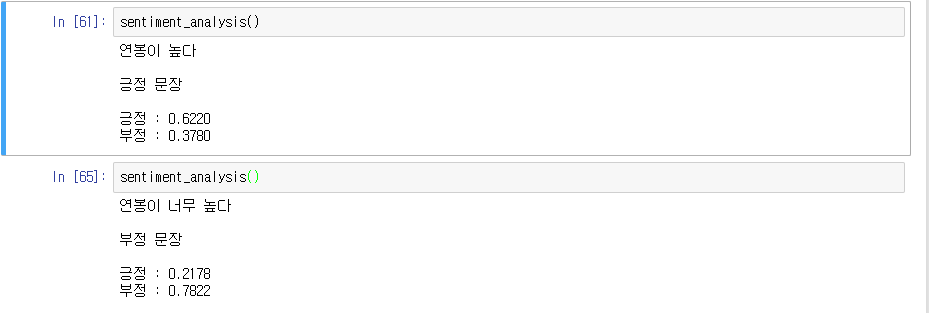 In [61]: sentiment_analysis()
연봉이 높다
긍정 문장
긍정 : 0.6220
부정 : 0.3780
In [65]: sentiment_analysis()
연봉이 너무 높다
부정 문장
긍정 : 0.2178
부정 : 0.7822